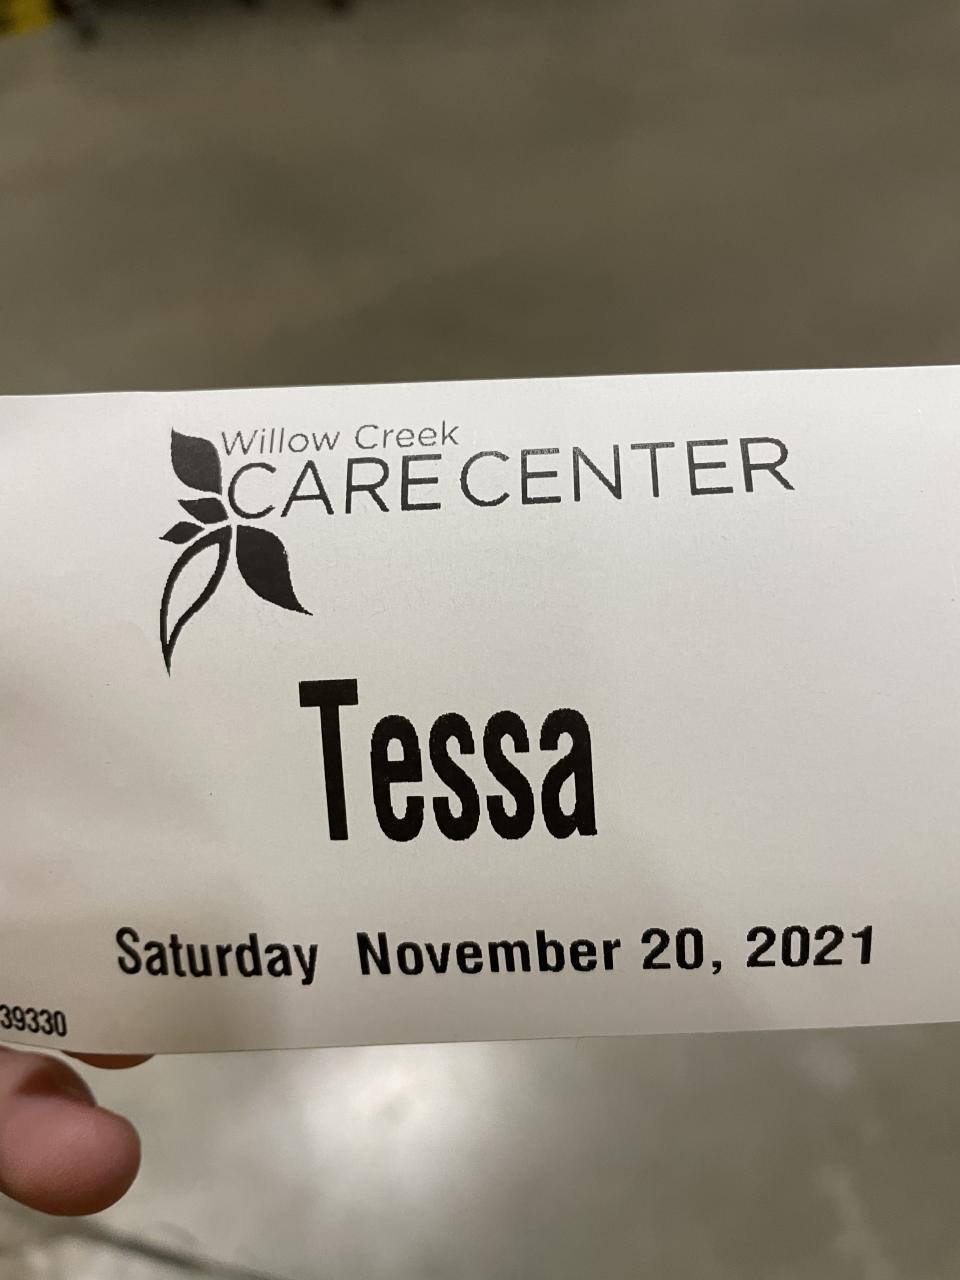 Willow Creek
CARE CENTER
Tessa
Saturday November 20, 2021
39330